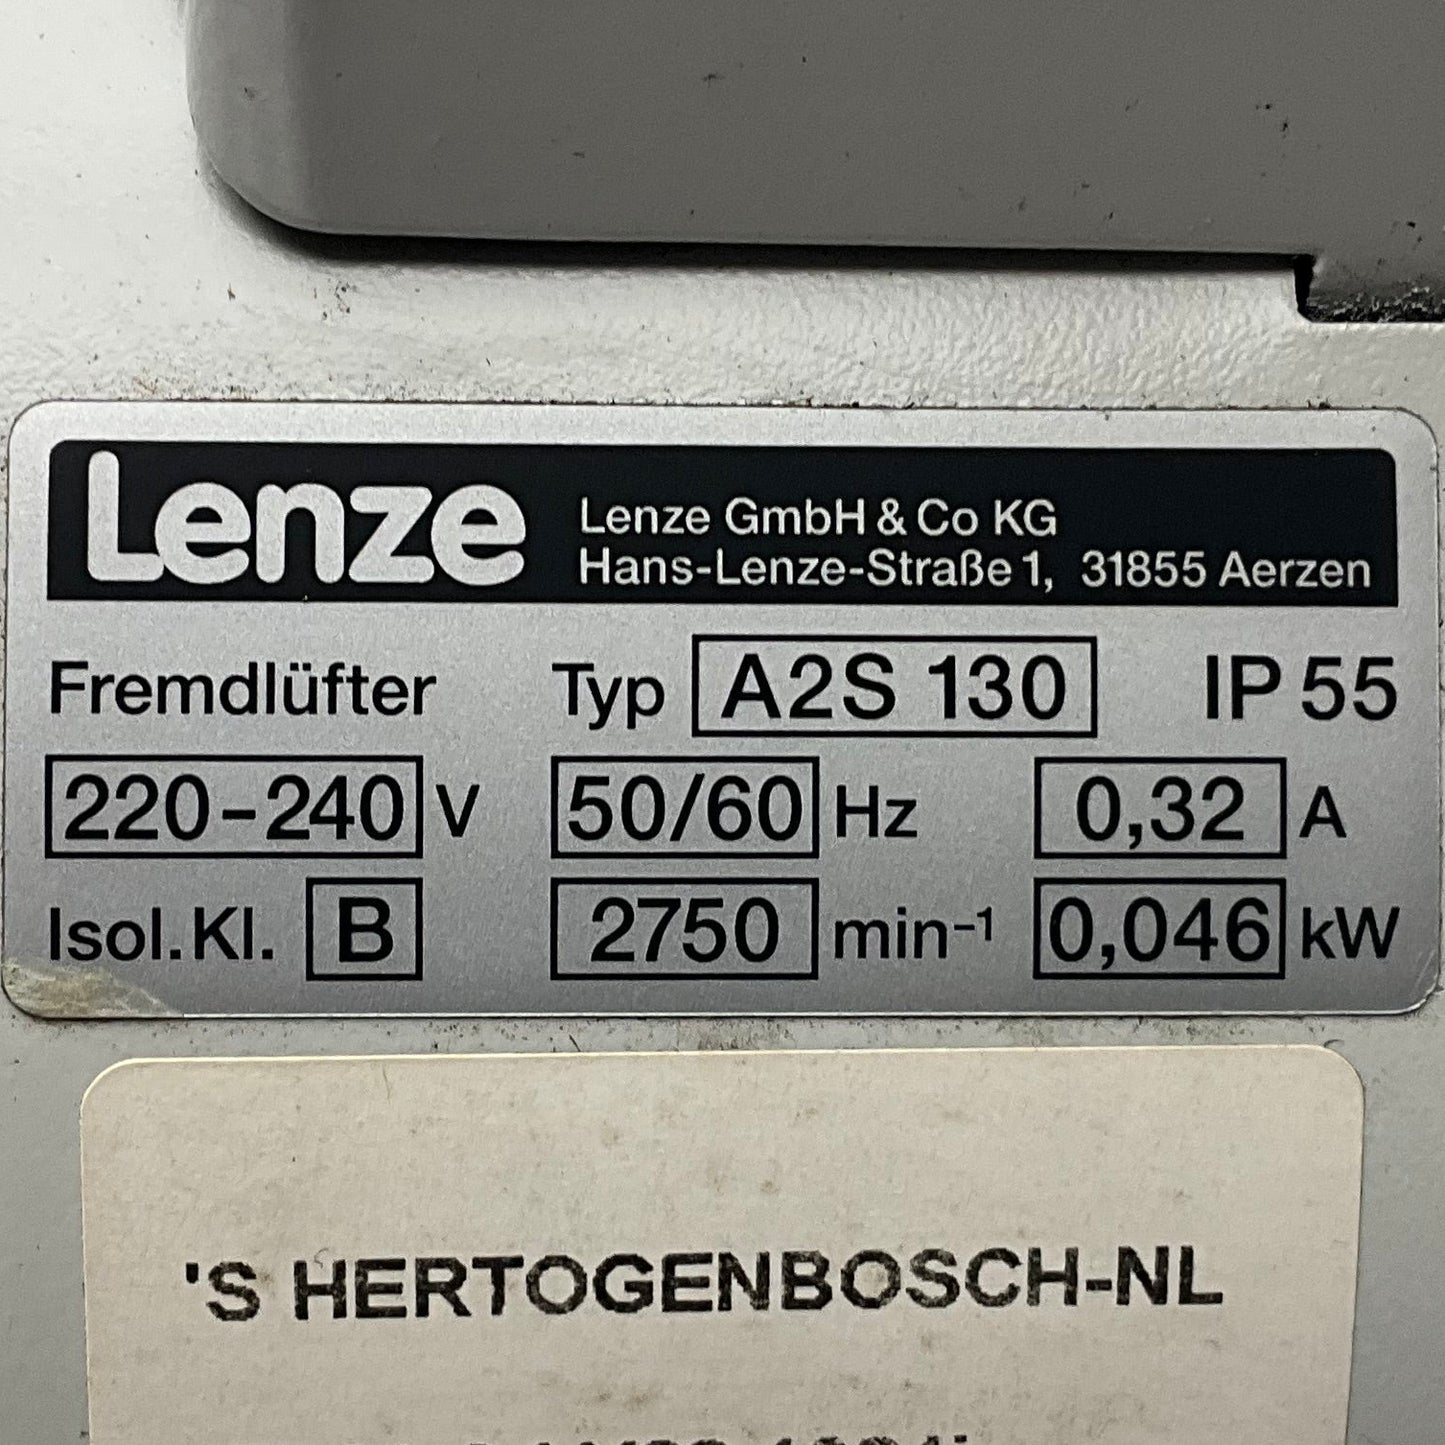 Lenze
Lenze GmbH & Co KG
Hans-Lenze-Straße 1, 31855 Aerzen
Fremdlüfter Typ A2S 130 IP 55
220-240 V 50/60 Hz 0,32 A
Isol.Kl. B 2750 min⁻¹ 0,046 kW
'S HERTOGENBOSCH-NL